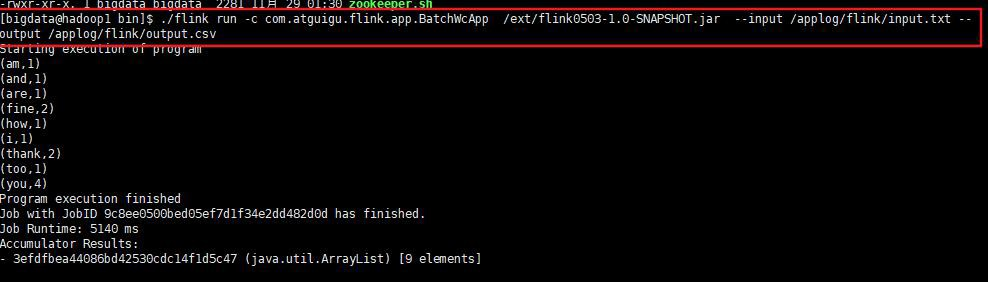 -rwxr-xr-x. 1 bigdata bigdata  2281 11月 29 01:30 zookeeper.sh
[bigdata@hadoop1 bin]$ ./flink run -c com.atguigu.flink.app.BatchWcApp  /ext/flink0503-1.0-SNAPSHOT.jar  --input /applog/flink/input.txt --
output /applog/flink/output.csv
Starting execution of program
(am,1)
(and,1)
(are,1)
(fine,2)
(how,1)
(i,1)
(thank,2)
(too,1)
(you,4)
Program execution finished
Job with JobID 9c8ee0500bed05ef7d1f34e2dd482d0d has finished.
Job Runtime: 5140 ms
Accumulator Results:
- 3efdfbea44086bd42530cdc14f1d5c47 (java.util.ArrayList) [9 elements]